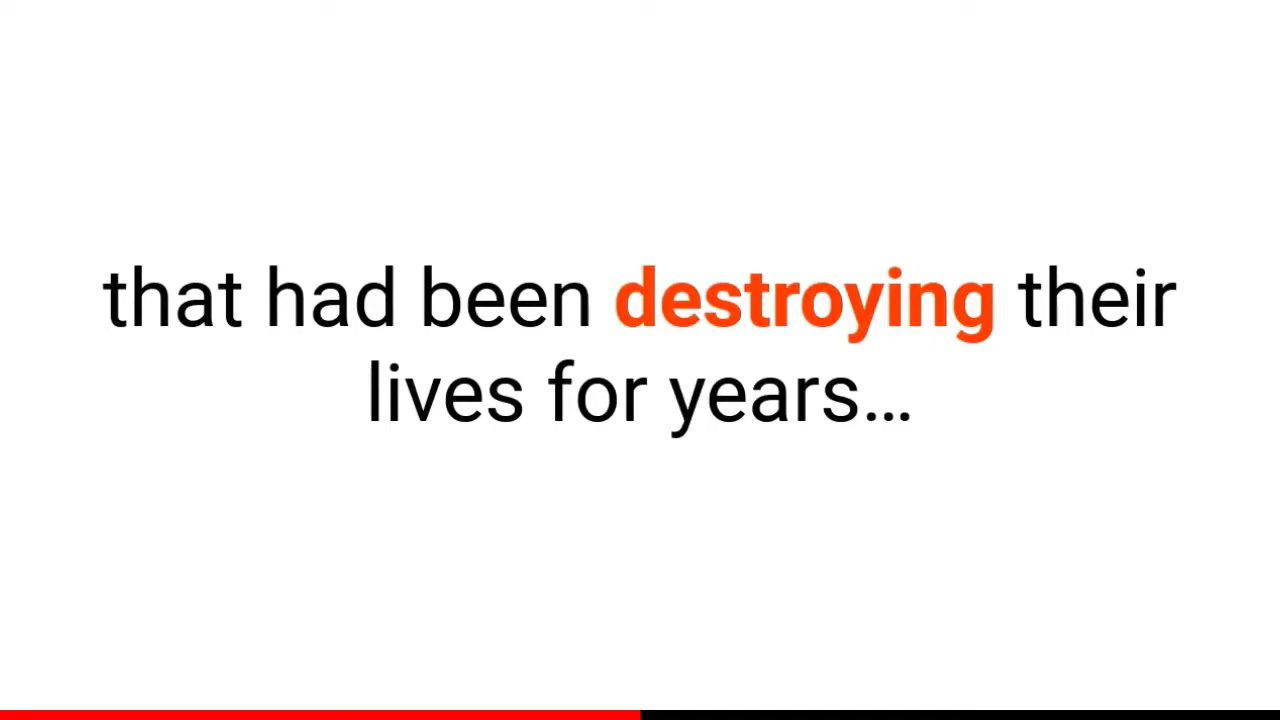 that had been destroying their
lives for years…